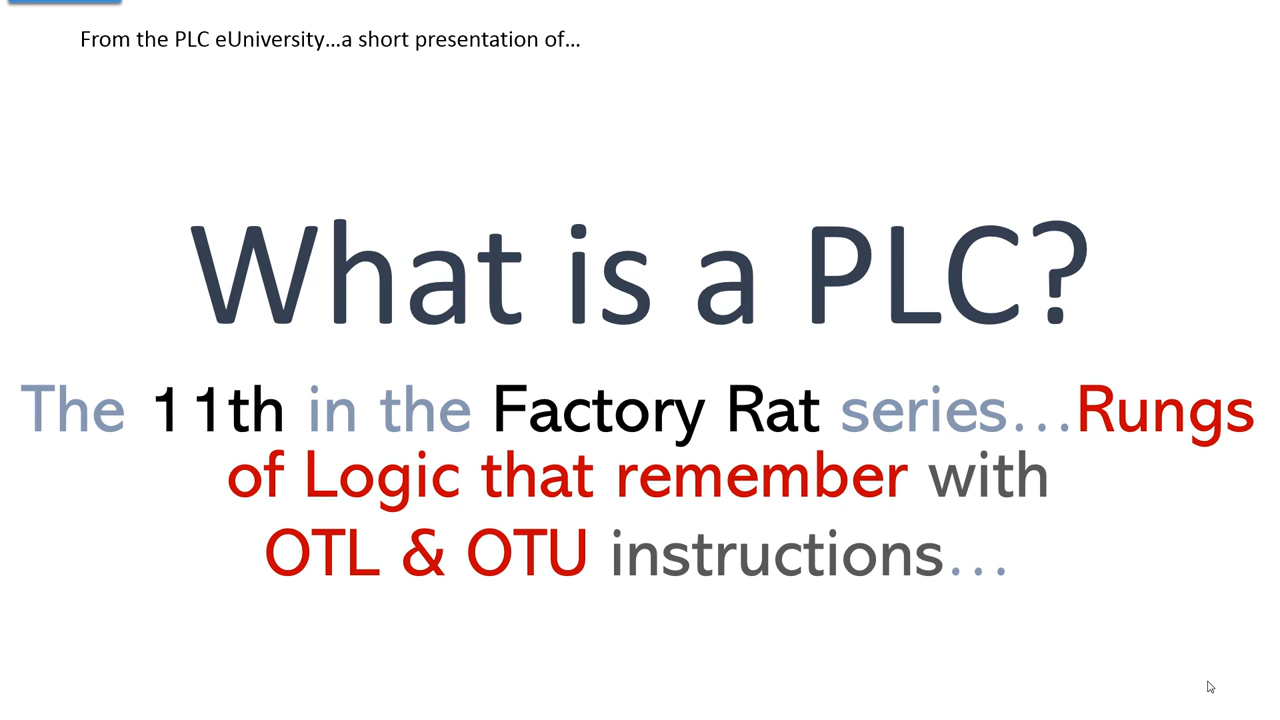 From the PLC eUniversity...a short presentation of...
What is a PLC?
The 11th in the Factory Rat series...Rungs
of Logic that remember with
OTL & OTU instructions...